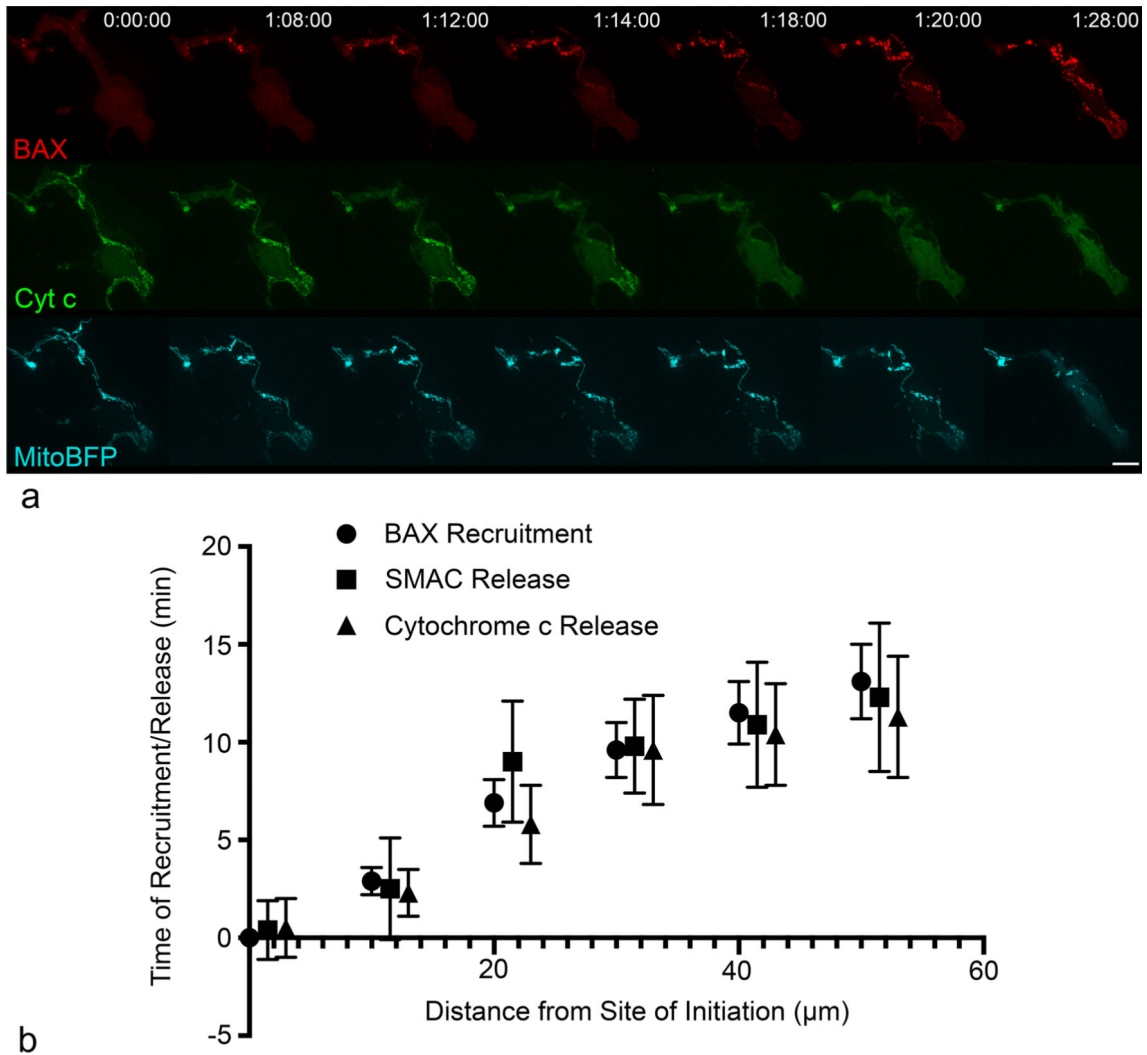 0:00:00 1:08:00 1:12:00 1:14:00 1:18:00 1:20:00 1:28:00
BAX
Cyt c
MitoBFP
a
BAX Recruitment
SMAC Release
Cytochrome c Release
Time of Recruitment/Release (min)
20
15
10
5
0
-5
20 40 60
Distance from Site of Initiation (µm)
b